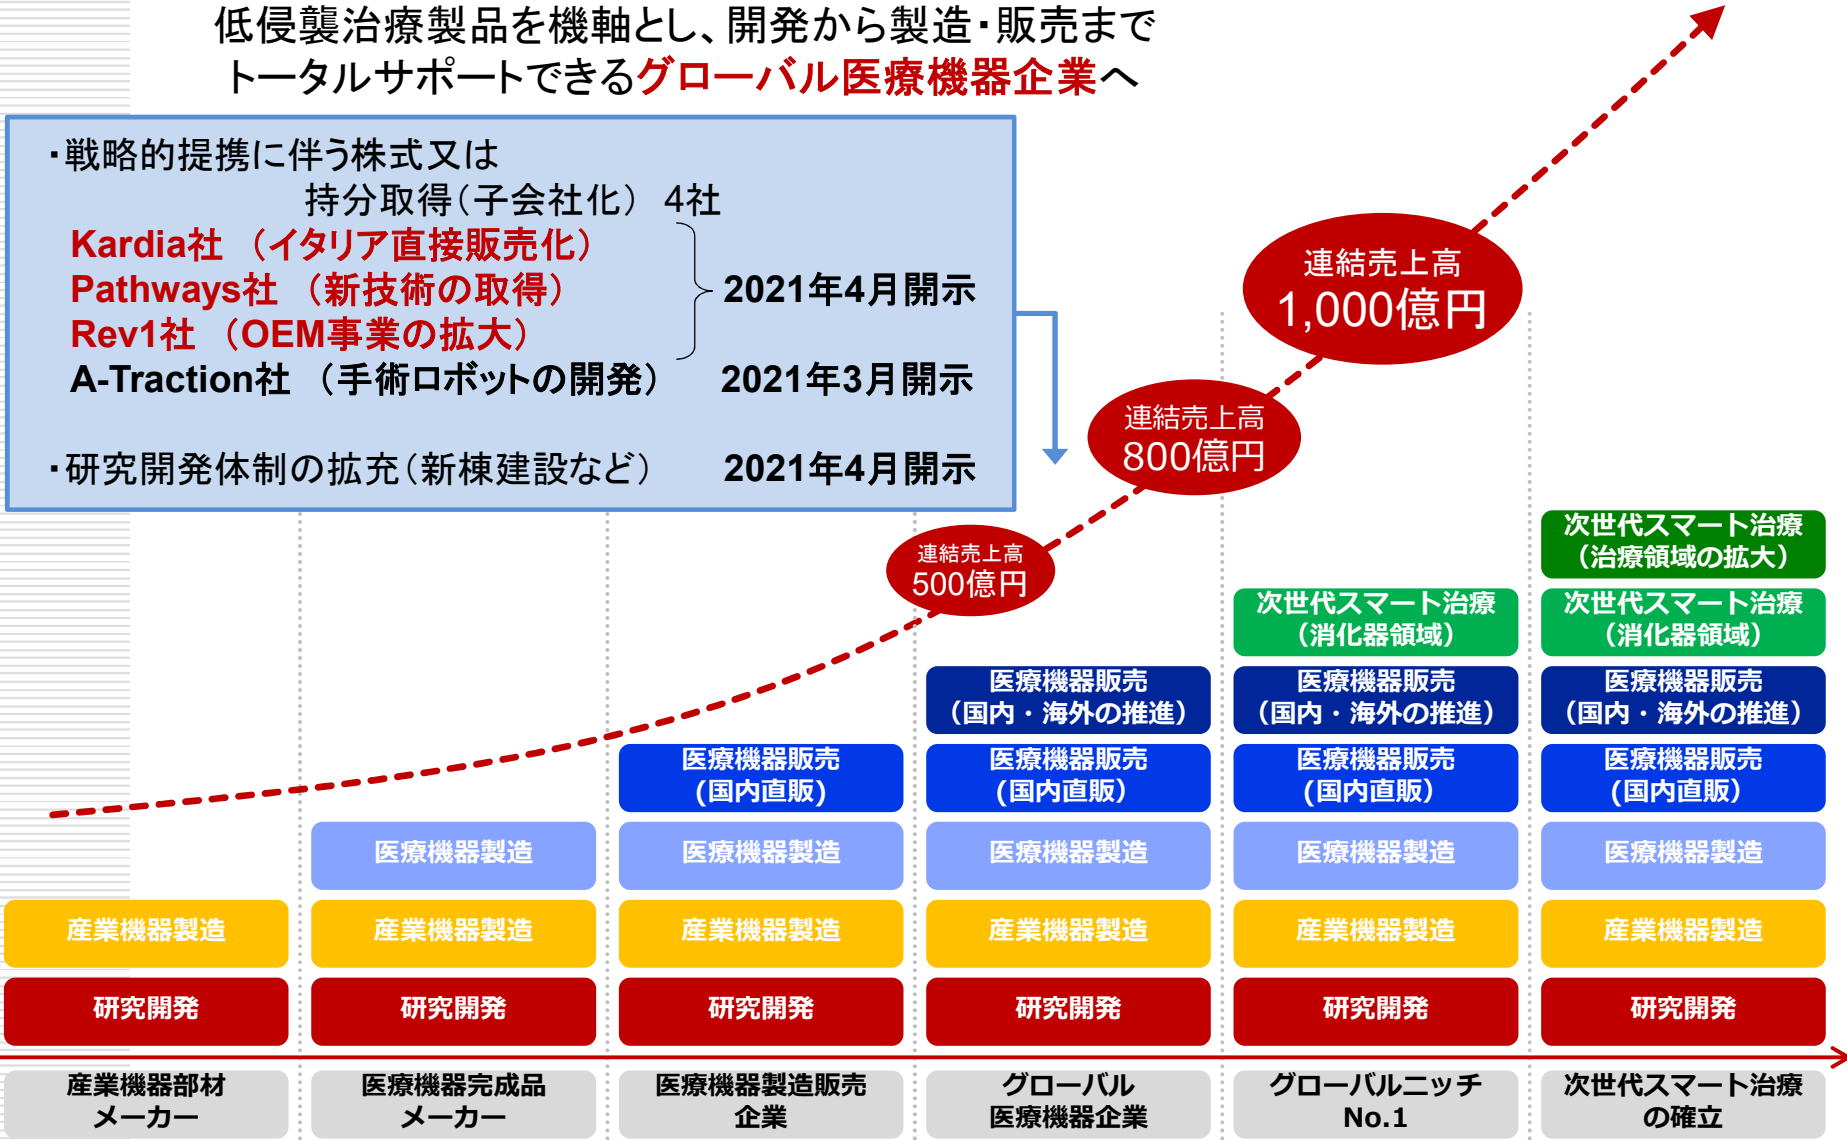 低侵襲治療製品を機軸とし、開発から製造・販売まで
トータルサポートできるグローバル医療機器企業へ
・戦略的提携に伴う株式又は
持分取得（子会社化） 4社
Kardia社 （イタリア直接販売化）
Pathways社 （新技術の取得）
Rev1社 （OEM事業の拡大）
2021年4月開示
A-Traction社 （手術ロボットの開発） 2021年3月開示
・研究開発体制の拡充（新棟建設など） 2021年4月開示
連結売上高
1,000億円
連結売上高
800億円
連結売上高
500億円
次世代スマート治療
（治療領域の拡大）
次世代スマート治療
（消化器領域）
次世代スマート治療
（消化器領域）
医療機器販売
（国内・海外の推進）
医療機器販売
（国内・海外の推進）
医療機器販売
（国内・海外の推進）
医療機器販売
(国内直販)
医療機器販売
(国内直販）
医療機器販売
(国内直販）
医療機器販売
(国内直販）
医療機器製造
医療機器製造
医療機器製造
医療機器製造
医療機器製造
産業機器製造
産業機器製造
産業機器製造
産業機器製造
産業機器製造
産業機器製造
研究開発
研究開発
研究開発
研究開発
研究開発
研究開発
産業機器部材
メーカー
医療機器完成品
メーカー
医療機器製造販売
企業
グローバル
医療機器企業
グローバルニッチ
No.1
次世代スマート治療
の確立